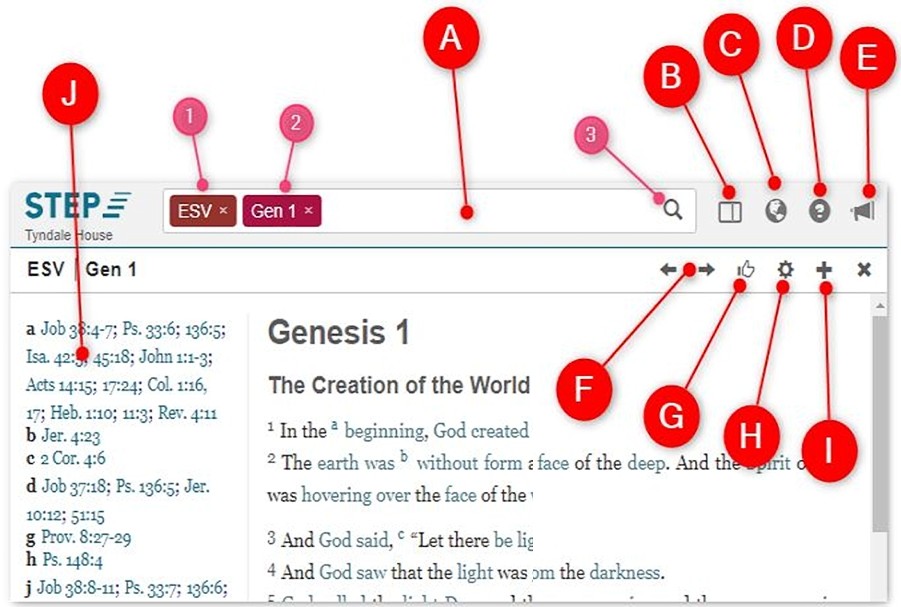 A
B
C
D
E
J
1
2
3
STEP
Tyndale House
ESV ×
Gen 1 ×
ESV | Gen 1
a Job 38:4-7; Ps. 33:6; 136:5;
Isa. 42:5; 45:18; John 1:1-3;
Acts 14:15; 17:24; Col. 1:16,
17; Heb. 1:10; 11:3; Rev. 4:11
b Jer. 4:23
c 2 Cor. 4:6
d Job 37:18; Ps. 136:5; Jer.
10:12; 51:15
g Prov. 8:27-29
h Ps. 148:4
j Job 38:8-11; Ps. 33:7; 136:6;
Genesis 1
The Creation of the World
1 In the a beginning, God created
2 The earth was b without form a face of the deep. And the Spirit o
was hovering over the face of the
3 And God said, c “Let there be lig
4 And God saw that the light was om the darkness.
F
G
H
I